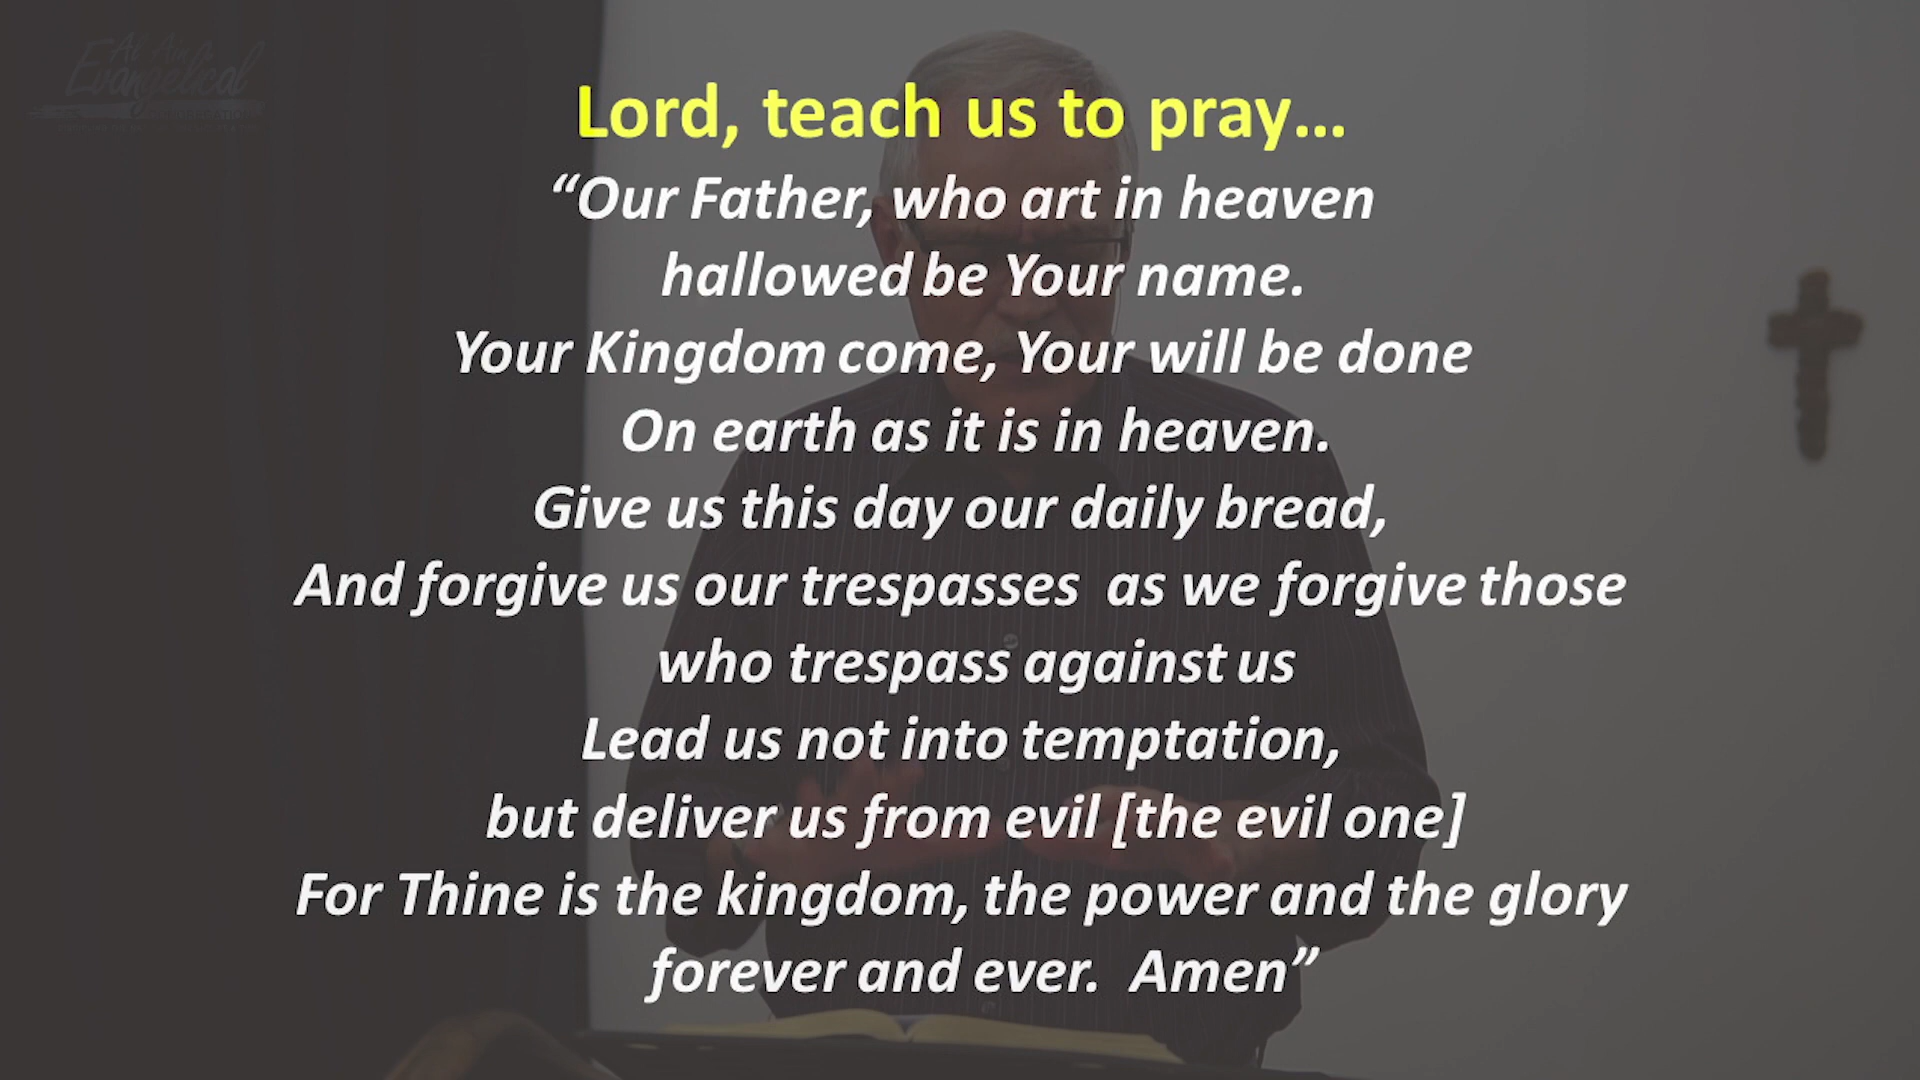 Al Ain
Evangelical
Lord, teach us to pray...
“Our Father, who art in heaven
hallowed be Your name.
Your Kingdom come, Your will be done
On earth as it is in heaven.
Give us this day our daily bread,
And forgive us our trespasses  as we forgive those
who trespass against us
Lead us not into temptation,
but deliver us from evil [the evil one]
For Thine is the kingdom, the power and the glory
forever and ever.  Amen”